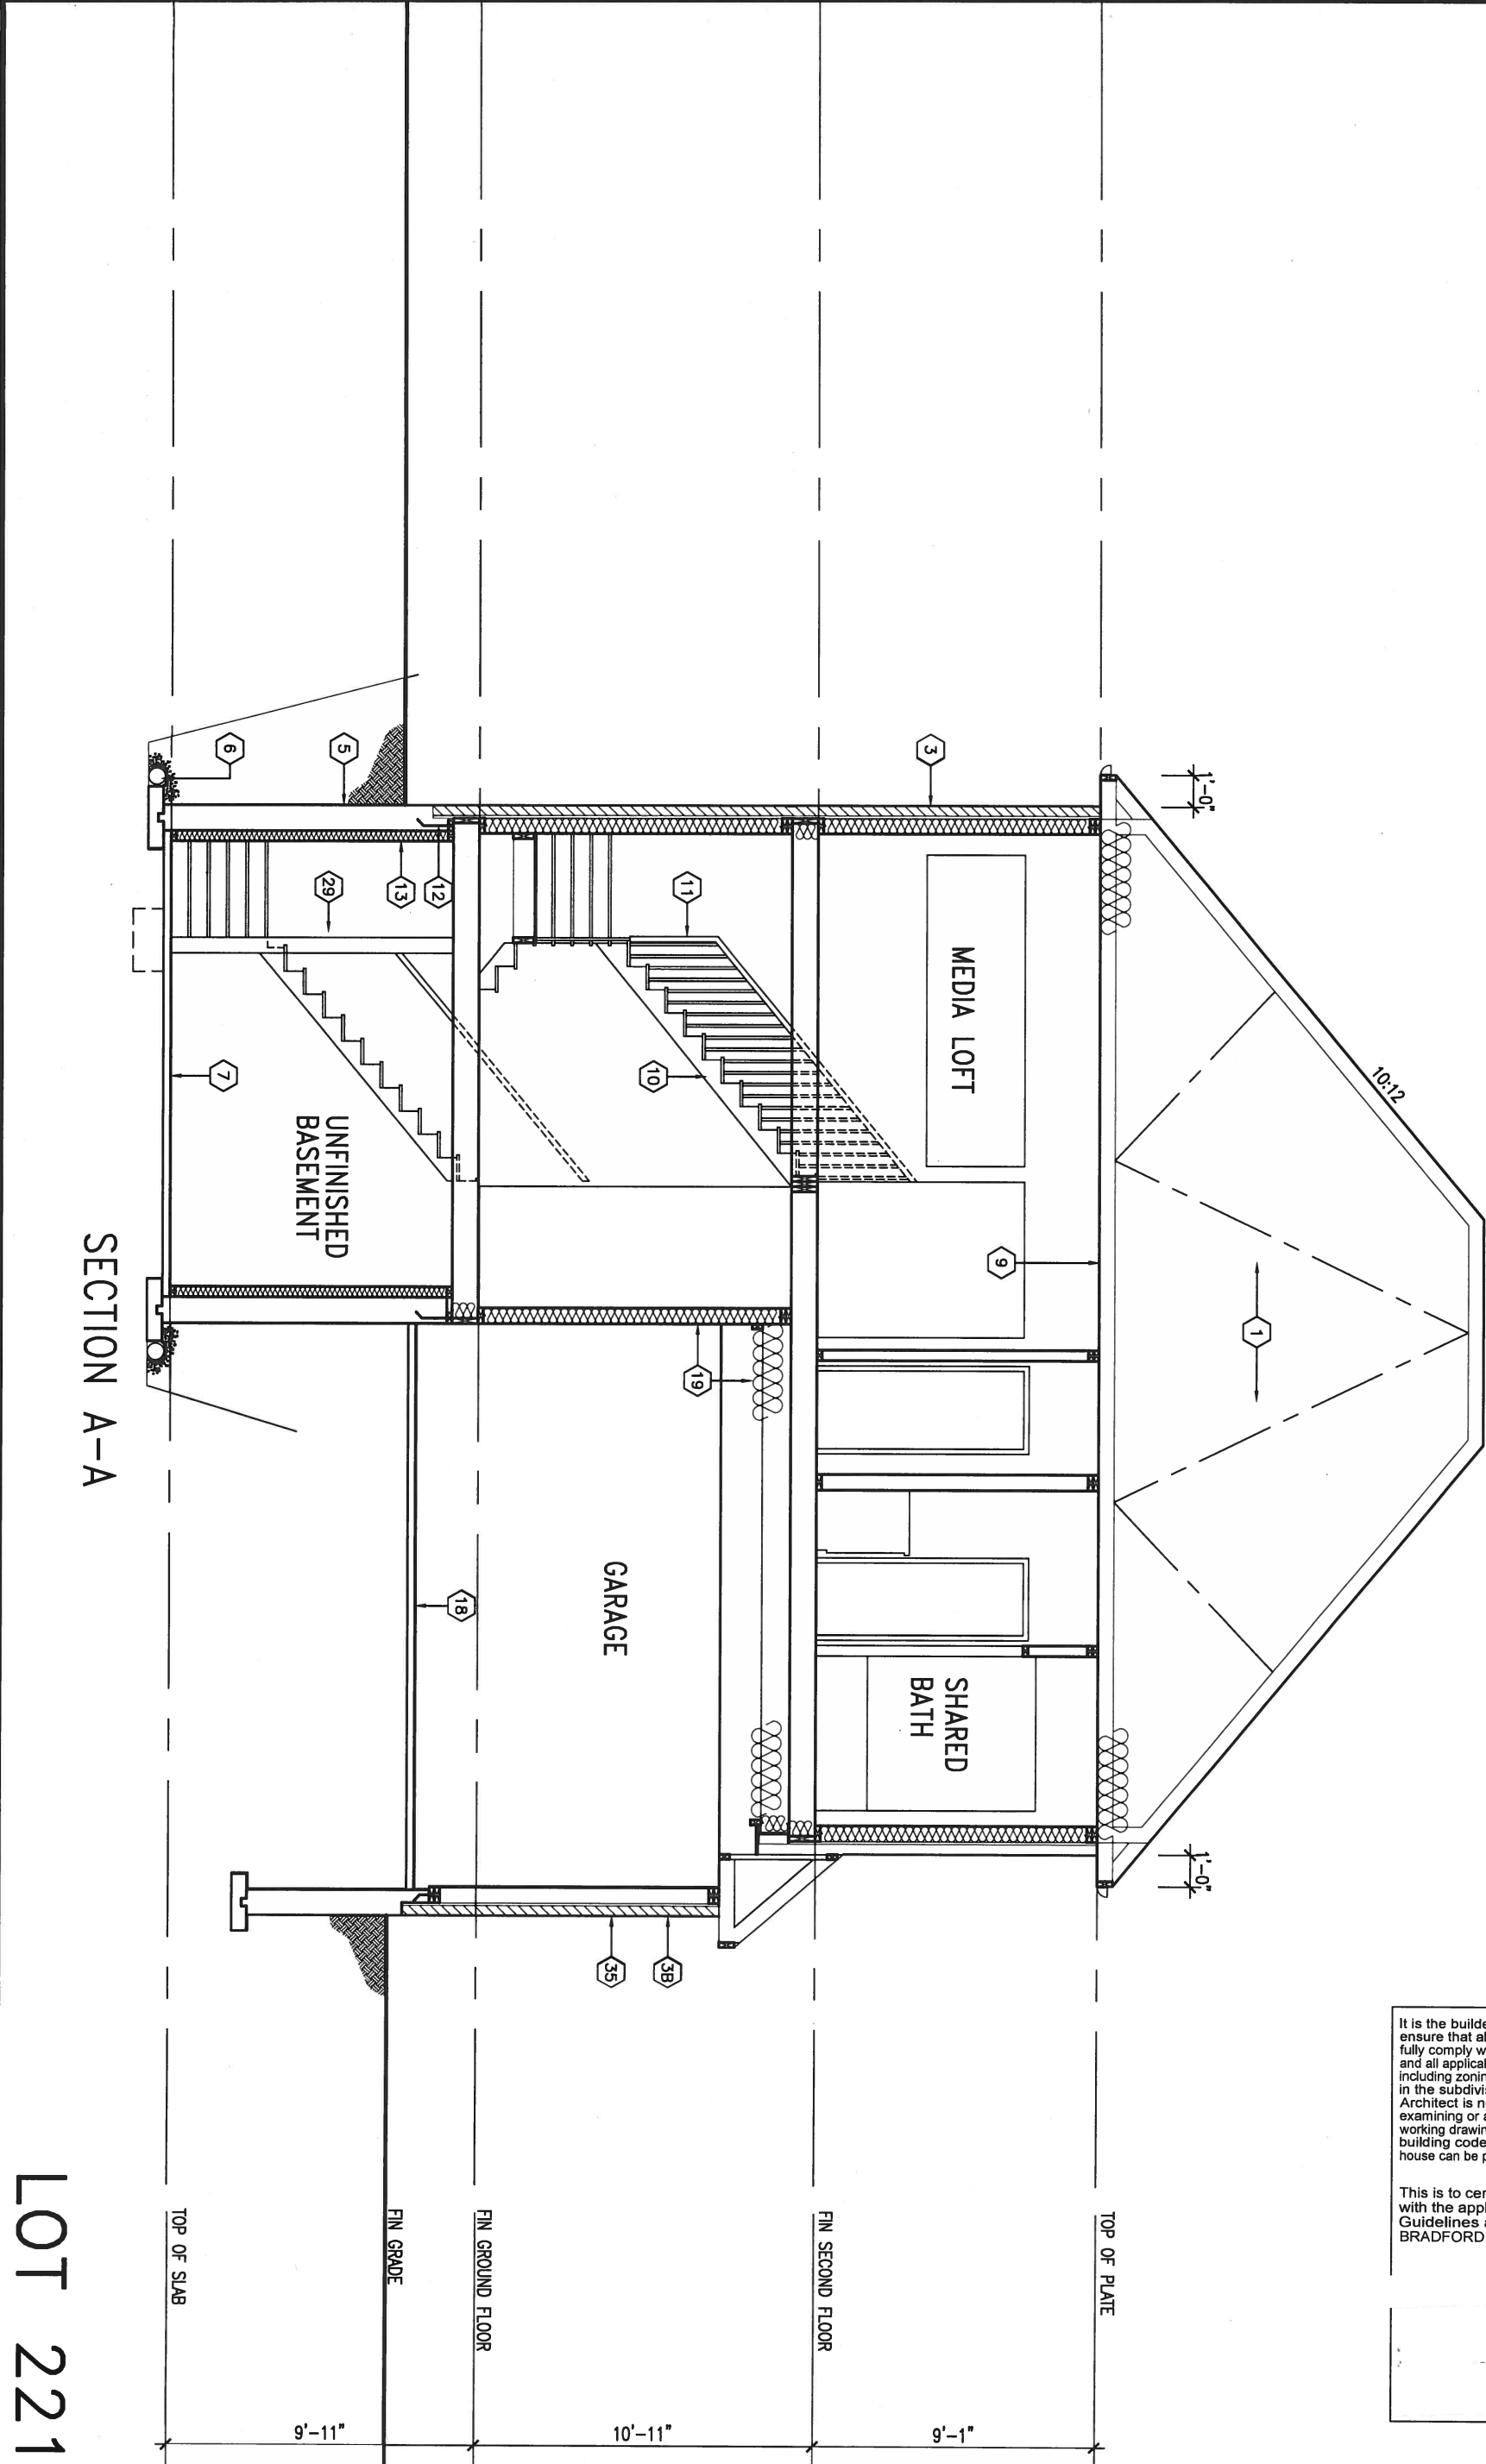 10:12
1'-0"
1'-0"
1
9
3
MEDIA LOFT
SHARED
BATH
11
10
19
GARAGE
3B
35
18
5
6
12
13
29
7
UNFINISHED
BASEMENT
TOP OF PLATE
FIN SECOND FLOOR
FIN GROUND FLOOR
FIN GRADE
TOP OF SLAB
9'-1"
10'-11"
9'-11"
SECTION A-A
LOT 221
It is the builde
ensure that al
fully comply w
and all applical
including zonin
in the subdivis
Architect is n
examining or a
working drawin
building code
house can be p
This is to cer
with the appl
Guidelines a
BRADFORD